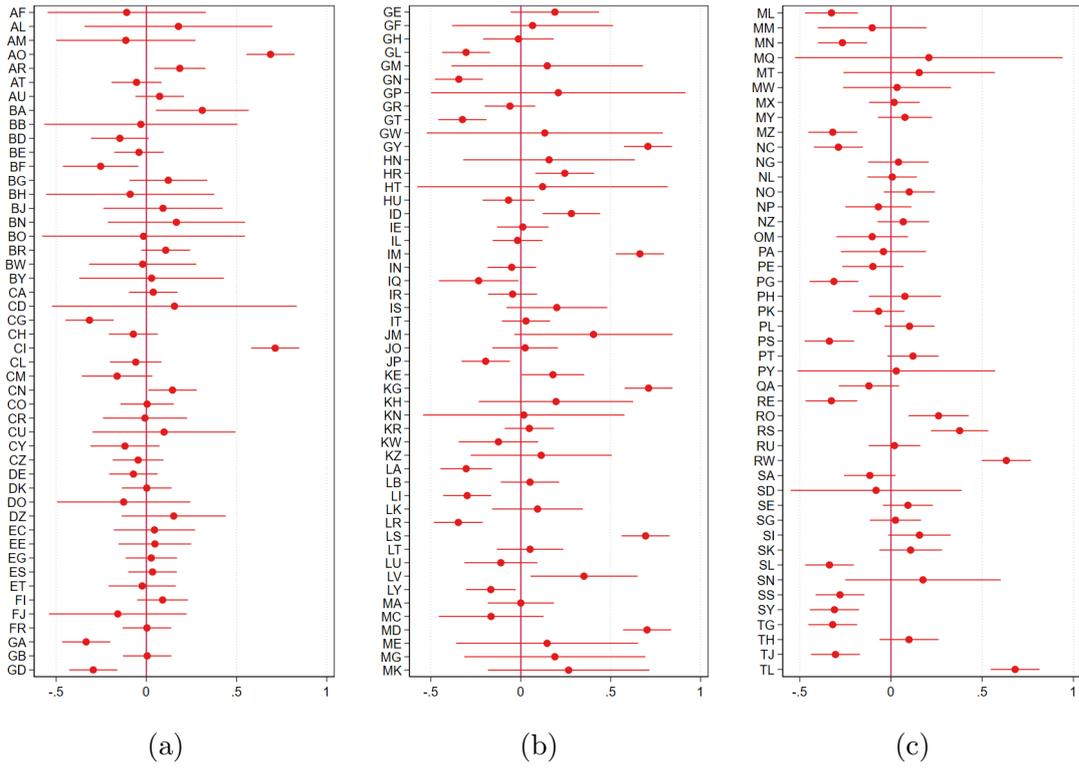 AF
AL
AM
AO
AR
AT
AU
BA
BB
BD
BE
BF
BG
BH
BJ
BN
BO
BR
BW
BY
CA
CD
CG
CH
CI
CL
CM
CN
CO
CR
CU
CY
CZ
DE
DK
DO
DZ
EC
EE
EG
ES
ET
FI
FJ
FR
GA
GB
GD
-.5 0 .5 1
(a)
GE
GF
GH
GL
GM
GN
GP
GR
GT
GW
GY
HN
HR
HT
HU
ID
IE
IL
IM
IN
IQ
IR
IS
IT
JM
JO
JP
KE
KG
KH
KN
KR
KW
KZ
LA
LB
LI
LK
LR
LS
LT
LU
LV
LY
MA
MC
MD
ME
MG
MK
-.5 0 .5 1
(b)
ML
MM
MN
MQ
MT
MW
MX
MY
MZ
NC
NG
NL
NO
NP
NZ
OM
PA
PE
PG
PH
PK
PL
PS
PT
PY
QA
RE
RO
RS
RU
RW
SA
SD
SE
SG
SI
SK
SL
SN
SS
SY
TG
TH
TJ
TL
-.5 0 .5 1
(c)